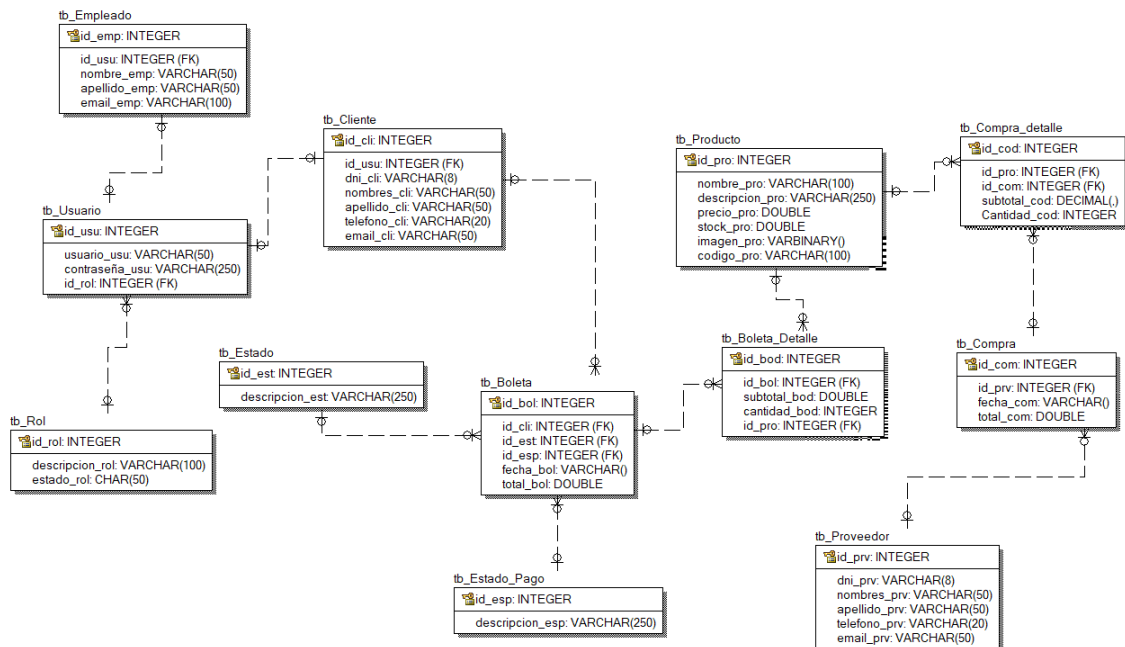 tb_Empleado
id_emp: INTEGER
id_usu: INTEGER (FK)
nombre_emp: VARCHAR(50)
apellido_emp: VARCHAR(50)
email_emp: VARCHAR(100)
tb_Cliente
id_cli: INTEGER
id_usu: INTEGER (FK)
dni_cli: VARCHAR(8)
nombres_cli: VARCHAR(50)
apellido_cli: VARCHAR(50)
telefono_cli: VARCHAR(20)
email_cli: VARCHAR(50)
tb_Producto
id_pro: INTEGER
nombre_pro: VARCHAR(100)
descripcion_pro: VARCHAR(250)
precio_pro: DOUBLE
stock_pro: DOUBLE
imagen_pro: VARBINARY()
codigo_pro: VARCHAR(100)
tb_Compra_detalle
id_cod: INTEGER
id_pro: INTEGER (FK)
id_com: INTEGER (FK)
subtotal_cod: DECIMAL(,)
Cantidad_cod: INTEGER
tb_Usuario
id_usu: INTEGER
usuario_usu: VARCHAR(50)
contraseña_usu: VARCHAR(250)
id_rol: INTEGER (FK)
tb_Estado
id_est: INTEGER
descripcion_est: VARCHAR(250)
tb_Boleta
id_bol: INTEGER
id_cli: INTEGER (FK)
id_est: INTEGER (FK)
id_esp: INTEGER (FK)
fecha_bol: VARCHAR()
total_bol: DOUBLE
tb_Boleta_Detalle
id_bod: INTEGER
id_bol: INTEGER (FK)
subtotal_bod: DOUBLE
cantidad_bod: INTEGER
id_pro: INTEGER (FK)
tb_Compra
id_com: INTEGER
id_prv: INTEGER (FK)
fecha_com: VARCHAR()
total_com: DOUBLE
tb_Rol
id_rol: INTEGER
descripcion_rol: VARCHAR(100)
estado_rol: CHAR(50)
tb_Estado_Pago
id_esp: INTEGER
descripcion_esp: VARCHAR(250)
tb_Proveedor
id_prv: INTEGER
dni_prv: VARCHAR(8)
nombres_prv: VARCHAR(50)
apellido_prv: VARCHAR(50)
telefono_prv: VARCHAR(20)
email_prv: VARCHAR(50)